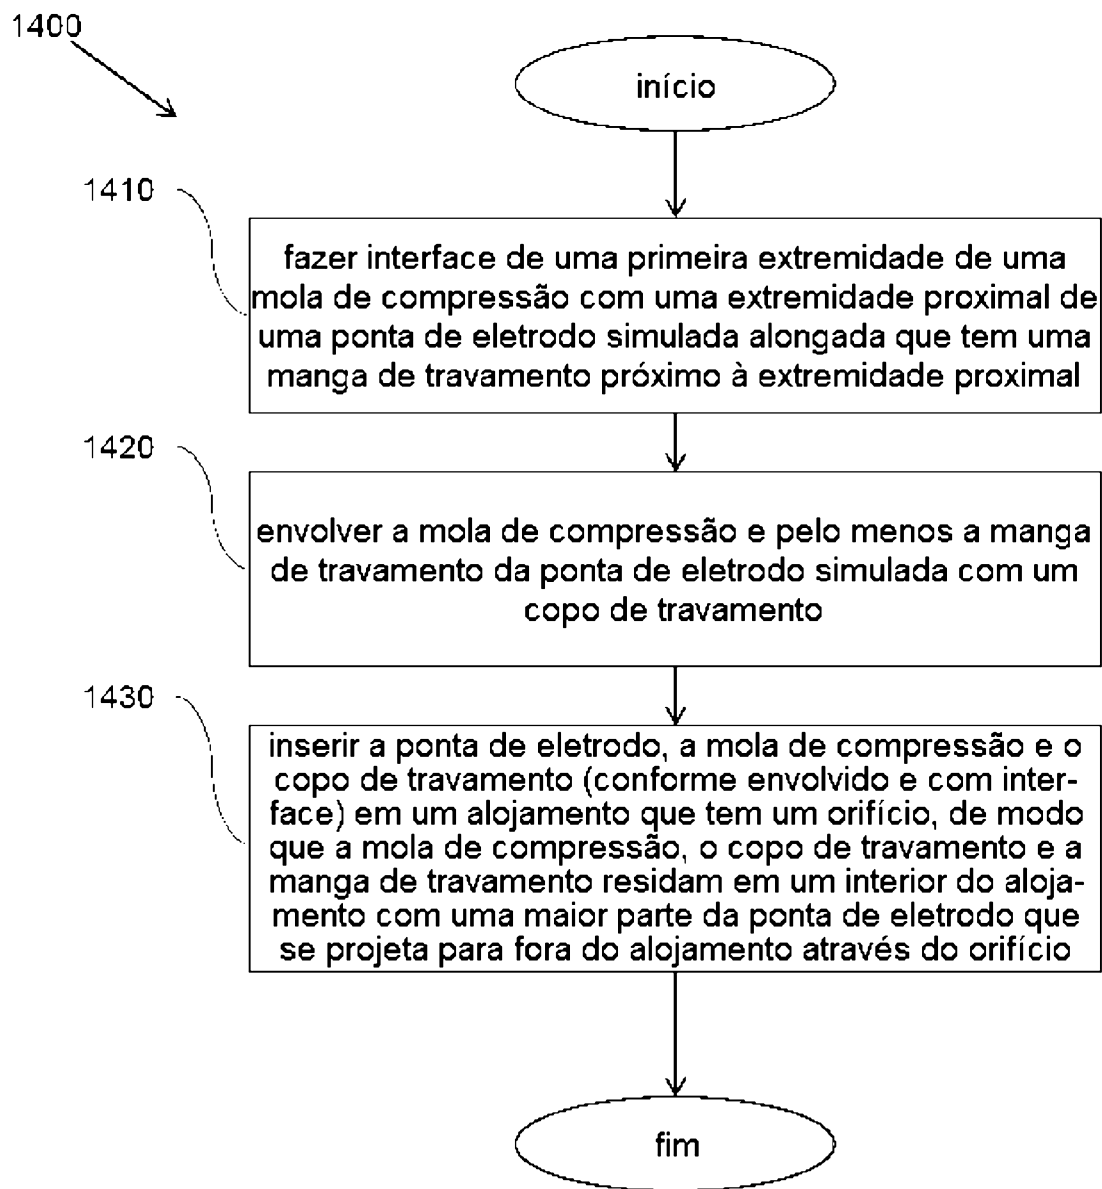 1400
início
1410
fazer interface de uma primeira extremidade de uma
mola de compressão com uma extremidade proximal de
uma ponta de eletrodo simulada alongada que tem uma
manga de travamento próximo à extremidade proximal
1420
envolver a mola de compressão e pelo menos a manga
de travamento da ponta de eletrodo simulada com um
copo de travamento
1430
inserir a ponta de eletrodo, a mola de compressão e o
copo de travamento (conforme envolvido e com inter-
face) em um alojamento que tem um orifício, de modo
que a mola de compressão, o copo de travamento e a
manga de travamento residam em um interior do aloja-
mento com uma maior parte da ponta de eletrodo que
se projeta para fora do alojamento através do orifício
fim